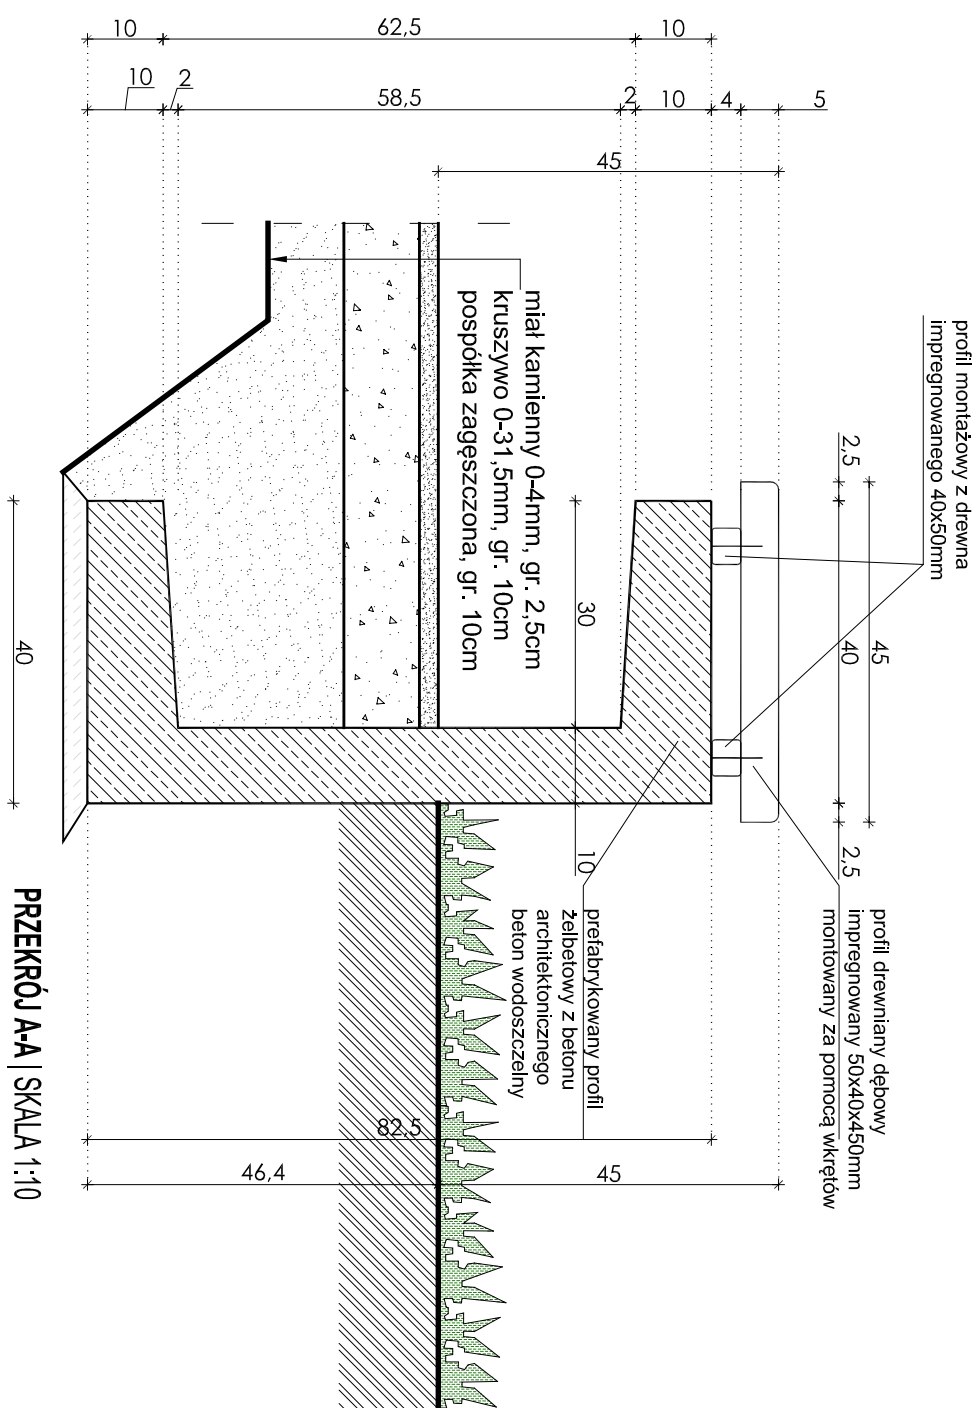 10
62,5
10
10
2
58,5
2
10
4
5
45
profil montażowy z drewna
impregnowanego 40x50mm
miał kamienny 0-4mm, gr. 2,5cm
kruszywo 0-31,5mm, gr. 10cm
pospółka zagęszczona, gr. 10cm
2,5
45
40
2,5
30
10
40
profil drewniany dębowy
impregnowany 50x40x450mm
montowany za pomocą wkrętów
prefabrykowany profil
żelbetowy z betonu
architektonicznego
beton wodoszczelny
82,5
46,4
45
PRZEKRÓJ A-A | SKALA 1:10